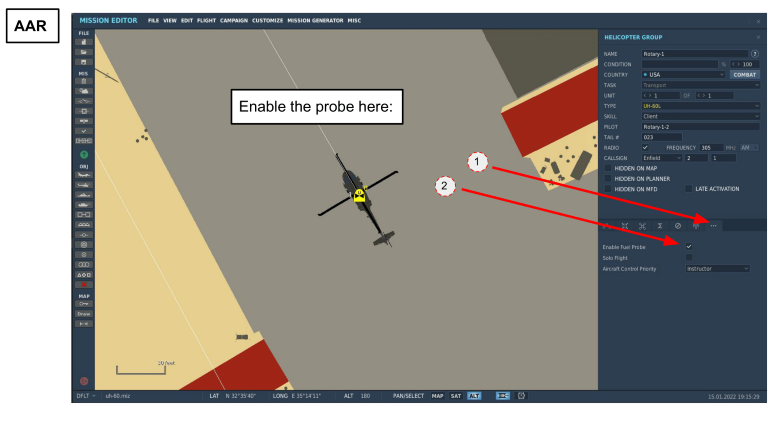 AAR
MISSION EDITOR FILE VIEW EDIT FLIGHT CAMPAIGN CUSTOMIZE MISSION GENERATOR MISC
FILE
MIS
OBJ
MAP
Draw
Enable the probe here:
1
2
20 feet
HELICOPTER GROUP
NAME Rotary-1 ?
CONDITION % < > 100
COUNTRY USA COMBAT
TASK Transport
UNIT < > 1 OF < > 1
TYPE UH-60L
SKILL Client
PILOT Rotary-1-2
TAIL # 023
RADIO FREQUENCY 305 MHz AM
CALLSIGN Enfield 2 1
HIDDEN ON MAP
HIDDEN ON PLANNER
HIDDEN ON MFD LATE ACTIVATION
Enable Fuel Probe
Solo Flight
Aircraft Control Priority Instructor
DFLT uh-60.miz LAT N 32°35'40" LONG E 35°14'11" ALT 180 PAN/SELECT MAP SAT ALT 15.01.2022 19:15:29